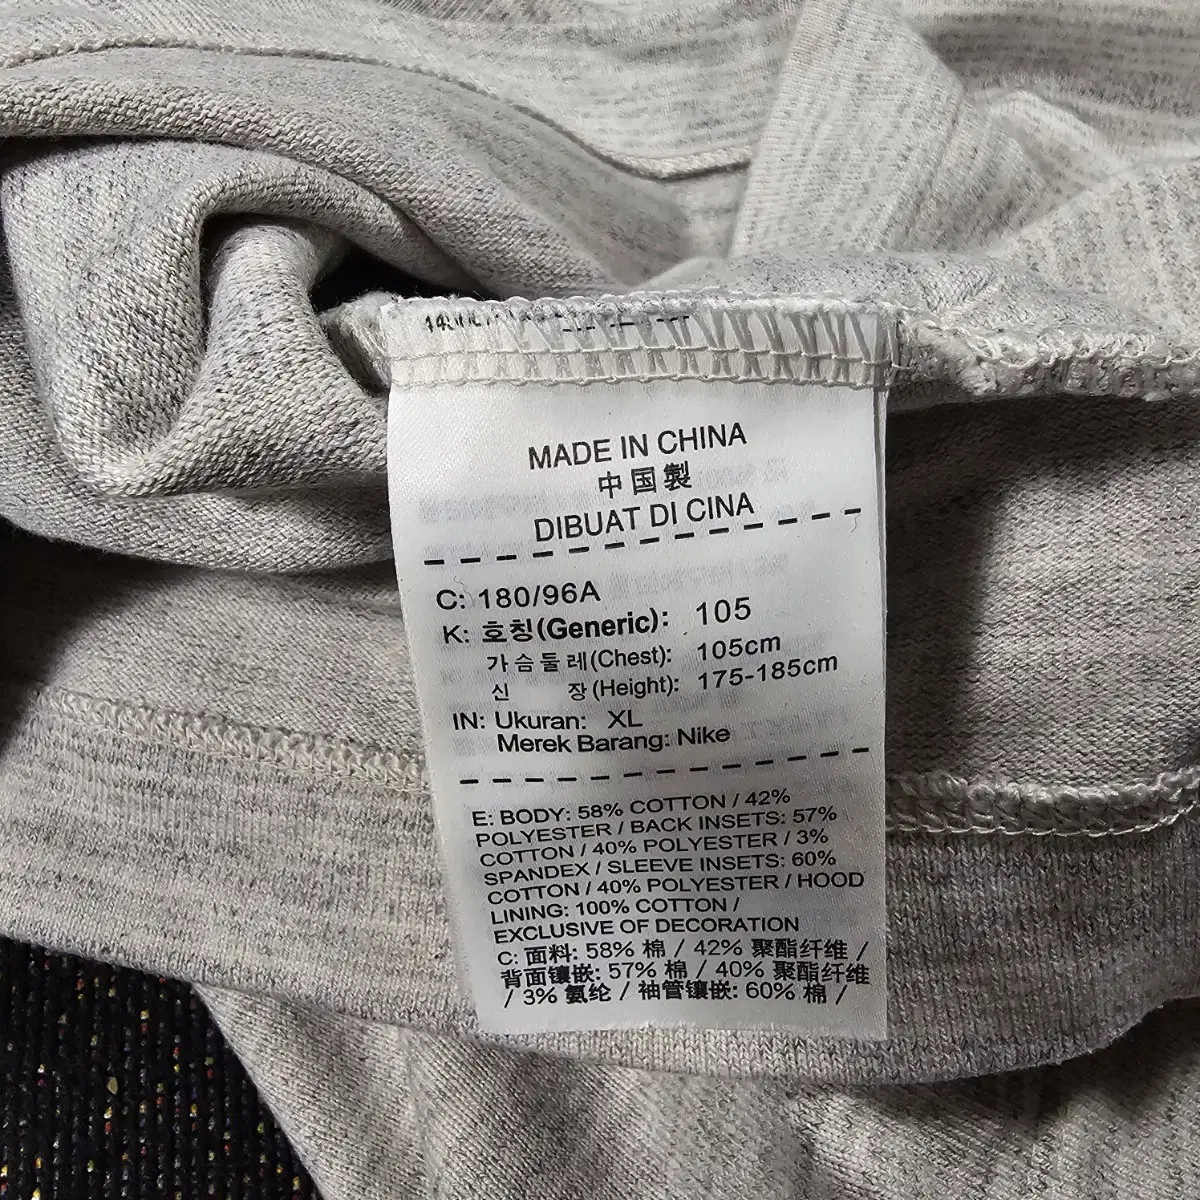 MADE IN CHINA
中国製
DIBUAT DI CINA
C: 180/96A
K: 호칭(Generic): 105
가슴둘레(Chest): 105cm
신 장(Height): 175-185cm
IN: Ukuran: XL
Merek Barang: Nike
E: BODY: 58% COTTON / 42%
POLYESTER / BACK INSETS: 57%
COTTON / 40% POLYESTER / 3%
SPANDEX / SLEEVE INSETS: 60%
COTTON / 40% POLYESTER / HOOD
LINING: 100% COTTON /
EXCLUSIVE OF DECORATION
C: 面料: 58% 棉 / 42% 聚酯纤维 /
背面镶嵌: 57% 棉 / 40% 聚酯纤维
/ 3% 氨纶 / 袖管镶嵌: 60% 棉 /